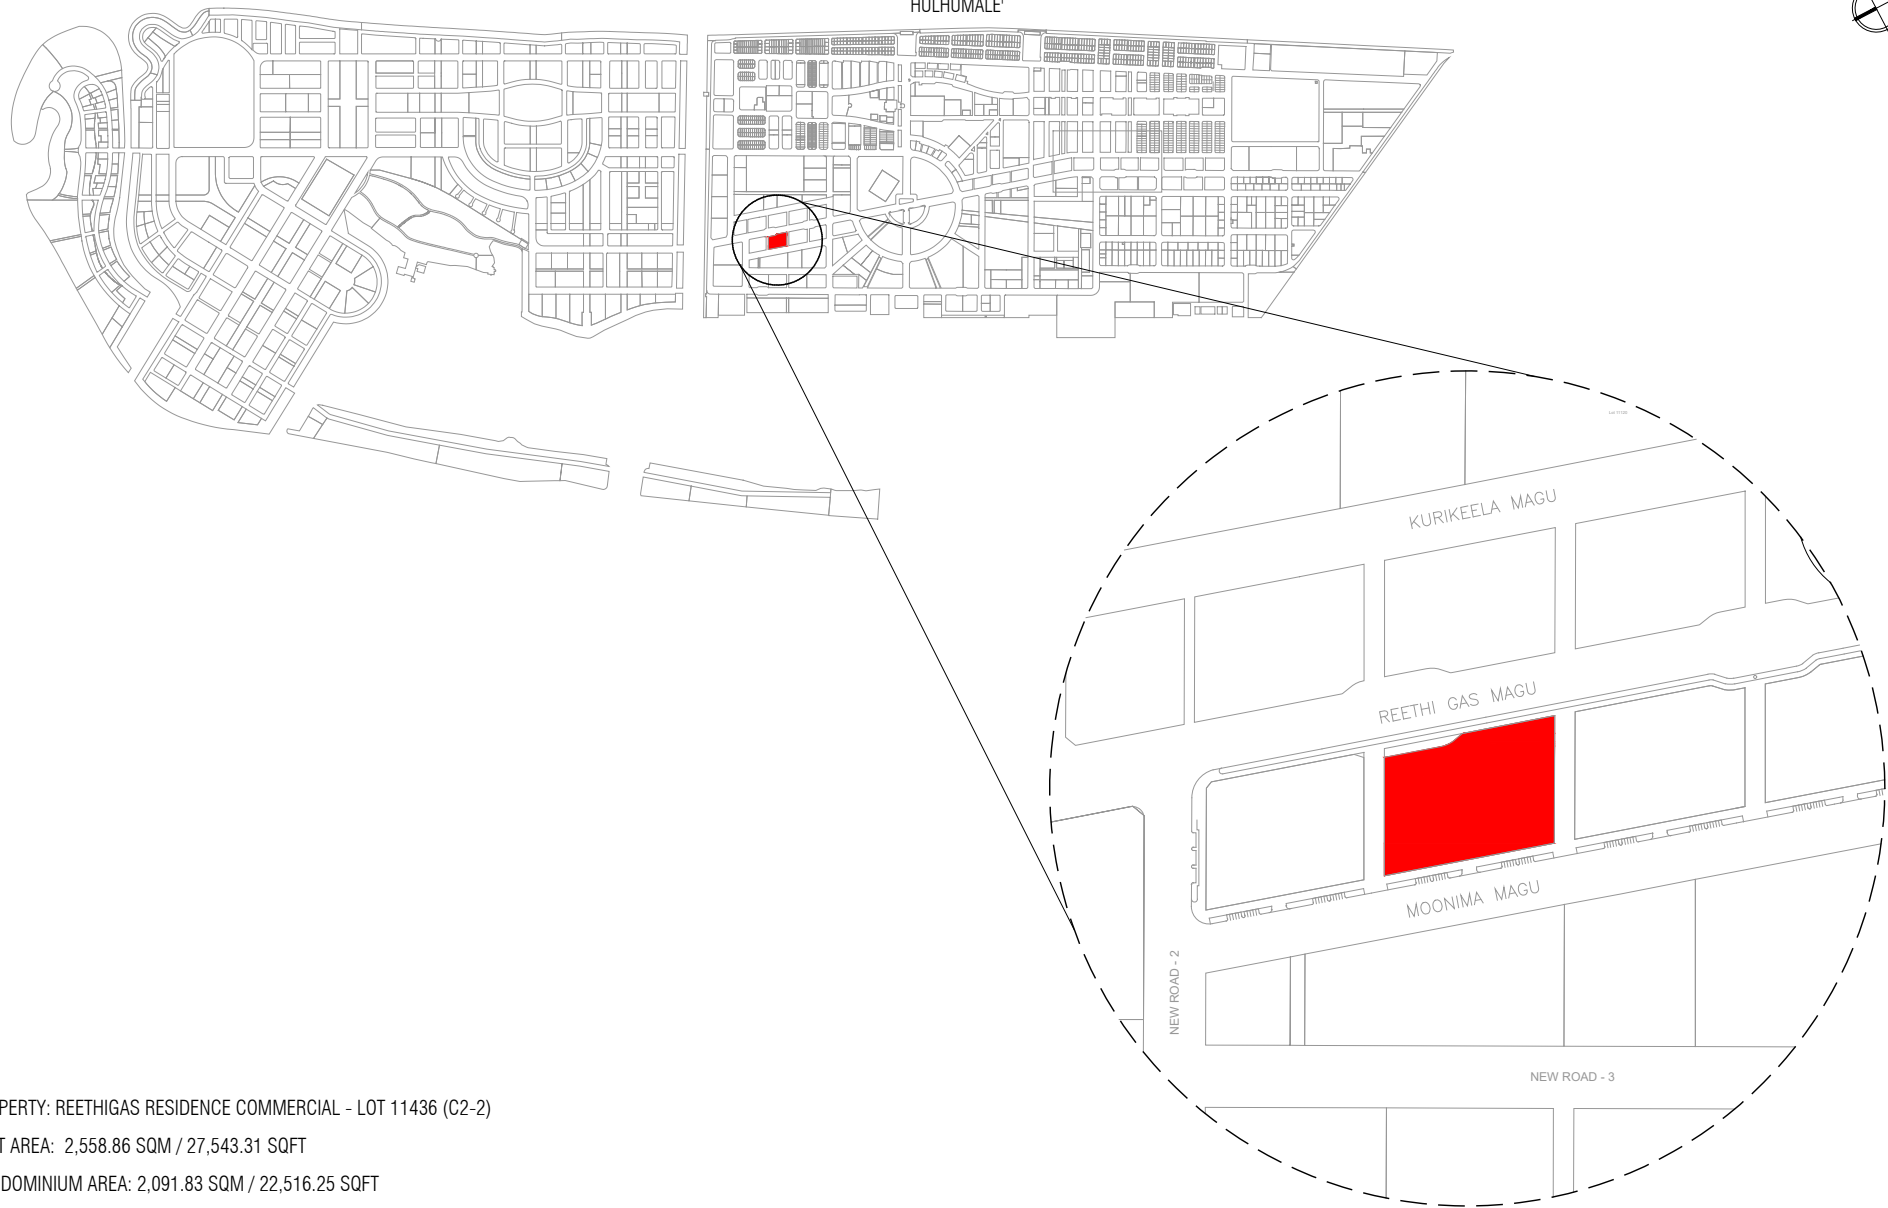 HULHUMALE'
KURIKEELA MAGU
REETHI GAS MAGU
MOONIMA MAGU
NEW ROAD - 2
NEW ROAD - 3
PERTY: REETHIGAS RESIDENCE COMMERCIAL - LOT 11436 (C2-2)
T AREA: 2,558.86 SQM / 27,543.31 SQFT
DOMINIUM AREA: 2,091.83 SQM / 22,516.25 SQFT